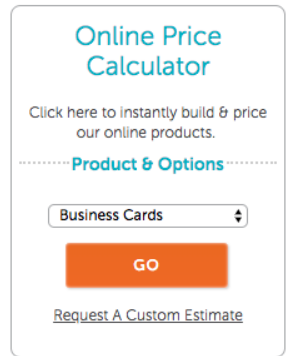 Online Price
Calculator
Click here to instantly build & price
our online products.
Product & Options
Business Cards
GO
Request A Custom Estimate